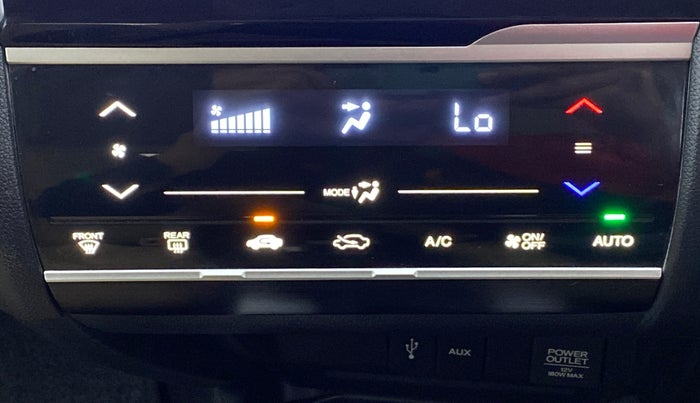 Lo
MODE
FRONT
REAR
A/C
ON/
OFF
AUTO
AUX
POWER
OUTLET
12V
180W MAX